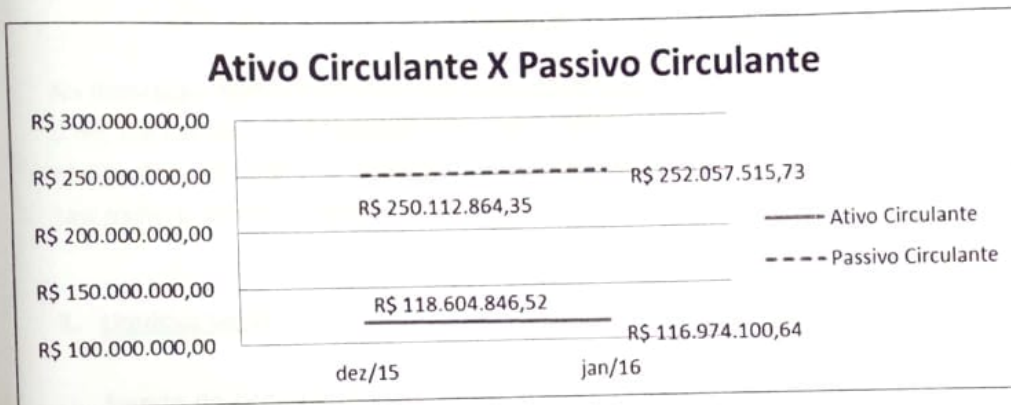 Ativo Circulante X Passivo Circulante
R$ 300.000.000,00
R$ 250.000.000,00
R$ 252.057.515,73
R$ 250.112.864,35
R$ 200.000.000,00
Ativo Circulante
Passivo Circulante
R$ 150.000.000,00
R$ 118.604.846,52
R$ 116.974.100,64
R$ 100.000.000,00
dez/15
jan/16